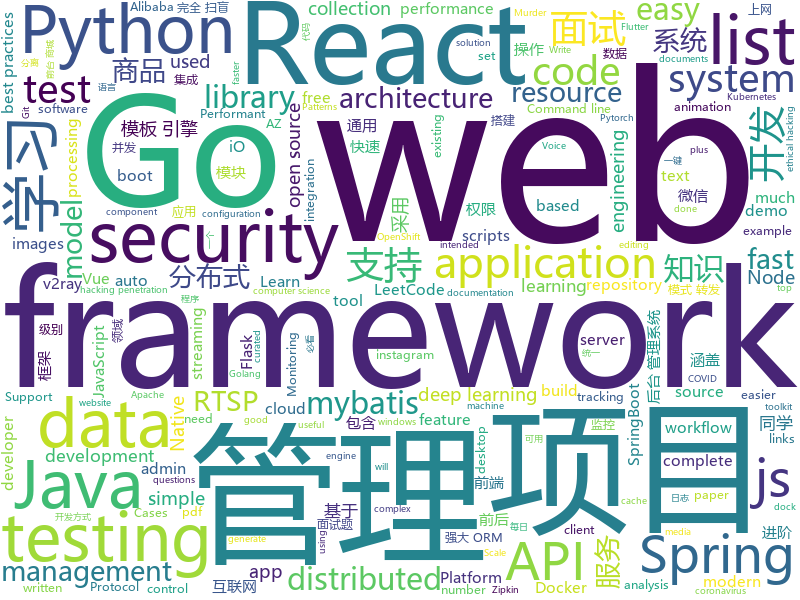 collection performance
Alibaba 完全 扫盲
Python
React
easy
面试
操作
商品
系统
list
上网
数据
集成
语言
代码
Murder
Flutter
Write
solution
set
faster
分离
前台 商城
best practices
used
test
library
code
system
documents
Kubernetes
animation
Git
software
学习
Go
web
resource
architecture
free
Command line
搭建
AZ
Patterns
existing
Performant
模板 引擎
通用
open source
iO
快速
Voice
并发
boot
模块
processing
model
security
application
engineering
开发
ethical hacking
plus
一键
Pytorch
component
应用
configuration
integration
权限
采用
text
微信
done
much
demo
images
scripts
based
支持
知识
OpenShift
intended
editing
framework
v2ray
auto
分布式
Learn
Vue
tool
LeetCode
learning
repository
模式 转发
fast
Node
example
top
程序
hacking penetration
computer science
documentation
级别
框架
领域
JavaScript
streaming
Flask
curated
Monitoring
必看
Golang
instagram
server
涵盖
后台 管理系统
COVID
统一
Apache
website
Support
data
RTSP
Native
mybatis
deep learning
build
tracking
source
easier
SpringBoot
toolkit
developer
development
workflow
同学
links
need
cloud
包含
feature
Java
管理
项目
js
admin
simple
监控
前端
desktop
complete
进阶
questions
good
useful
windows
machine
engine
will
complex
testing
API
服务
Spring
paper
dock
日志
可用
Cases
pdf
基于
前后
强大 ORM
每日
cache
management
互联网
面试题
client
Docker
modern
using
开发方式
written
app
Platform
analysis
Scale
generate
media
Protocol
control
distributed
number
Zipkin
coronavirus